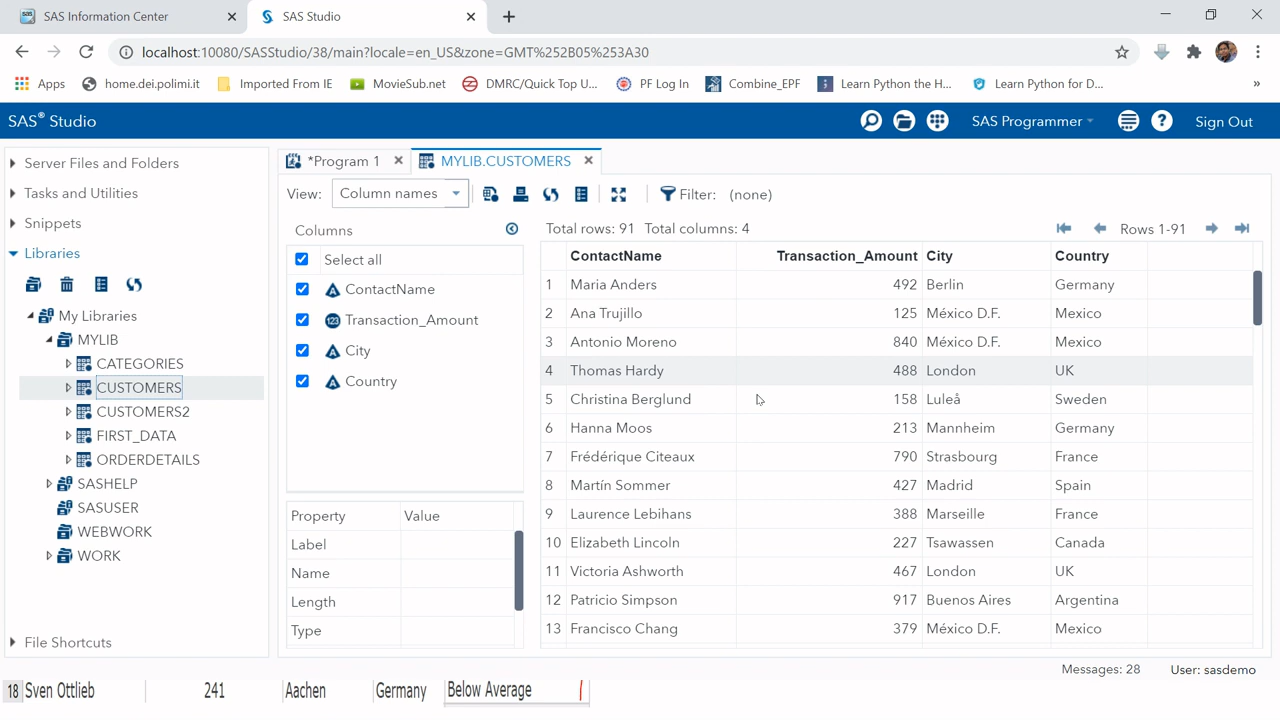 SAS Information Center
SAS Studio
localhost:10080/SASStudio/38/main?locale=en_US&zone=GMT%252B05%253A30
Apps home.dei.polimi.it Imported From IE MovieSub.net DMRC/Quick Top U... PF Log In Combine_EPF Learn Python the H... Learn Python for D... »
SAS® Studio SAS Programmer Sign Out
Server Files and Folders
Tasks and Utilities
Snippets
Libraries
My Libraries
MYLIB
CATEGORIES
CUSTOMERS
CUSTOMERS2
FIRST_DATA
ORDERDETAILS
SASHELP
SASUSER
WEBWORK
WORK
File Shortcuts
*Program 1 MYLIB.CUSTOMERS
View: Column names Filter: (none)
Columns
Select all
ContactName
Transaction_Amount
City
Country
Property Value
Label
Name
Length
Type
Total rows: 91 Total columns: 4 Rows 1-91
ContactName Transaction_Amount City Country
1 Maria Anders 492 Berlin Germany
2 Ana Trujillo 125 México D.F. Mexico
3 Antonio Moreno 840 México D.F. Mexico
4 Thomas Hardy 488 London UK
5 Christina Berglund 158 Luleå Sweden
6 Hanna Moos 213 Mannheim Germany
7 Frédérique Citeaux 790 Strasbourg France
8 Martín Sommer 427 Madrid Spain
9 Laurence Lebihans 388 Marseille France
10 Elizabeth Lincoln 227 Tsawassen Canada
11 Victoria Ashworth 467 London UK
12 Patricio Simpson 917 Buenos Aires Argentina
13 Francisco Chang 379 México D.F. Mexico
Messages: 28 User: sasdemo
18 Sven Ottlieb 241 Aachen Germany Below Average